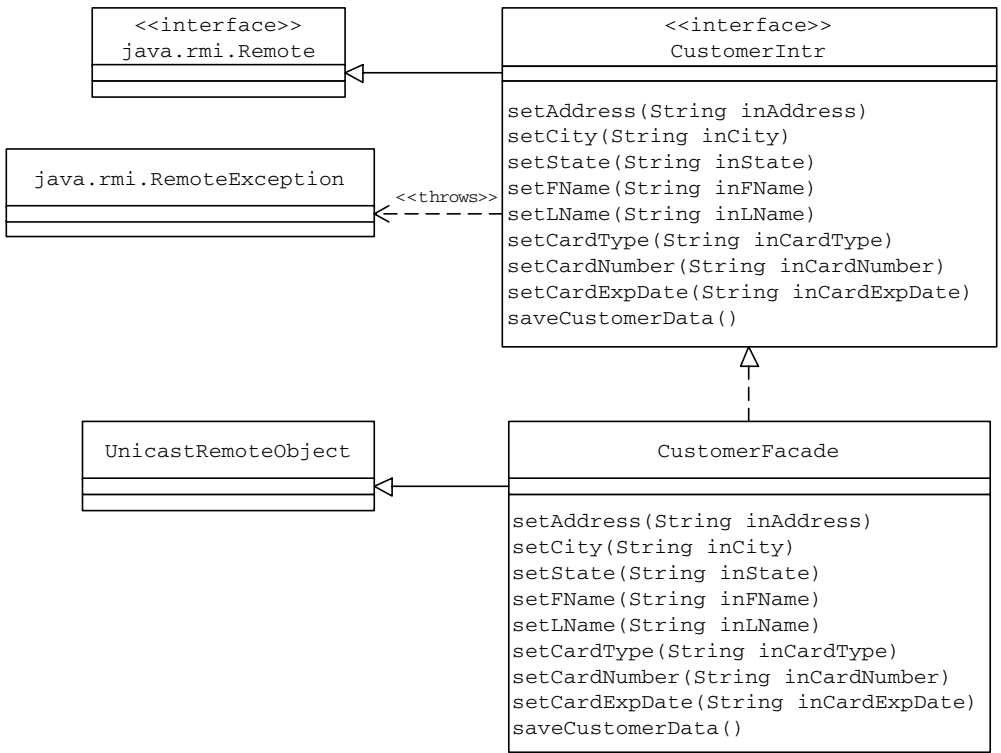 <<interface>>
java.rmi.Remote
<<interface>>
CustomerIntr
setAddress(String inAddress)
setCity(String inCity)
setState(String inState)
setFName(String inFName)
setLName(String inLName)
setCardType(String inCardType)
setCardNumber(String inCardNumber)
setCardExpDate(String inCardExpDate)
saveCustomerData()
java.rmi.RemoteException
<<throws>>
UnicastRemoteObject
CustomerFacade
setAddress(String inAddress)
setCity(String inCity)
setState(String inState)
setFName(String inFName)
setLName(String inLName)
setCardType(String inCardType)
setCardNumber(String inCardNumber)
setCardExpDate(String inCardExpDate)
saveCustomerData()